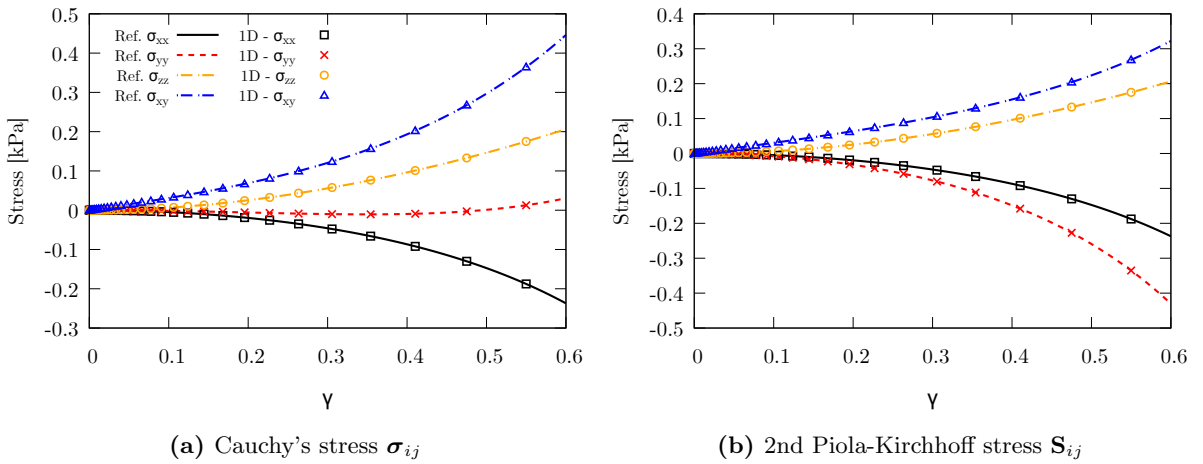 0.5
0.4
0.3
0.2
0.1
0
-0.1
-0.2
-0.3
Stress [kPa]
Ref. σxx 1D - σxx
Ref. σyy 1D - σyy
Ref. σzz 1D - σzz
Ref. σxy 1D - σxy
0 0.1 0.2 0.3 0.4 0.5 0.6
γ
(a) Cauchy's stress σij
0.4
0.3
0.2
0.1
0
-0.1
-0.2
-0.3
-0.4
-0.5
Stress [kPa]
0 0.1 0.2 0.3 0.4 0.5 0.6
γ
(b) 2nd Piola-Kirchhoff stress Sij